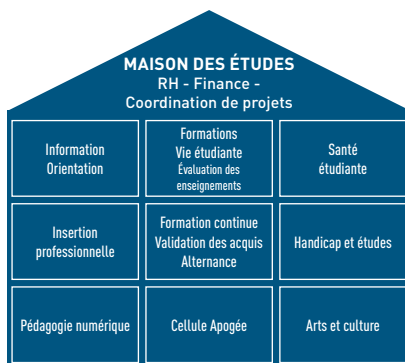 MAISON DES ÉTUDES
RH - Finance -
Coordination de projets
Information
Orientation
Formations
Vie étudiante
Évaluation des
enseignements
Santé
étudiante
Insertion
professionnelle
Formation continue
Validation des acquis
Alternance
Handicap et études
Pédagogie numérique
Cellule Apogée
Arts et culture